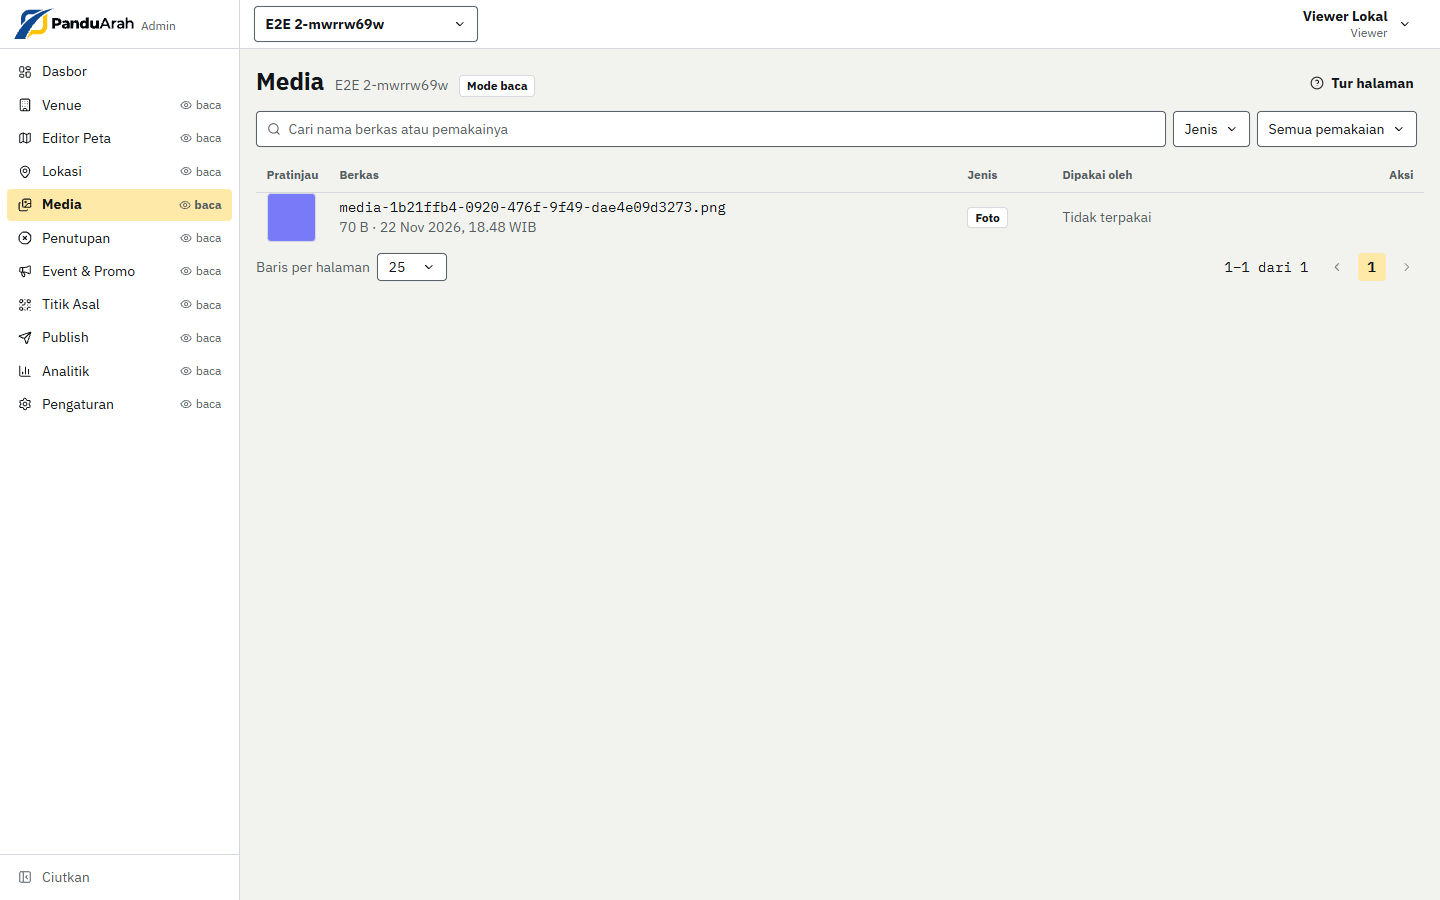 PanduArah Admin
E2E 2-mwrrw69w
Viewer Lokal
Viewer
Dasbor
Venue baca
Editor Peta baca
Lokasi baca
Media baca
Penutupan baca
Event & Promo baca
Titik Asal baca
Publish baca
Analitik baca
Pengaturan baca
Ciutkan
Media E2E 2-mwrrw69w Mode baca
Tur halaman
Cari nama berkas atau pemakainya
Jenis
Semua pemakaian
Pratinjau Berkas Jenis Dipakai oleh Aksi
media-1b21ffb4-0920-476f-9f49-dae4e09d3273.png
70 B · 22 Nov 2026, 18.48 WIB
Foto
Tidak terpakai
Baris per halaman 25
1–1 dari 1
1